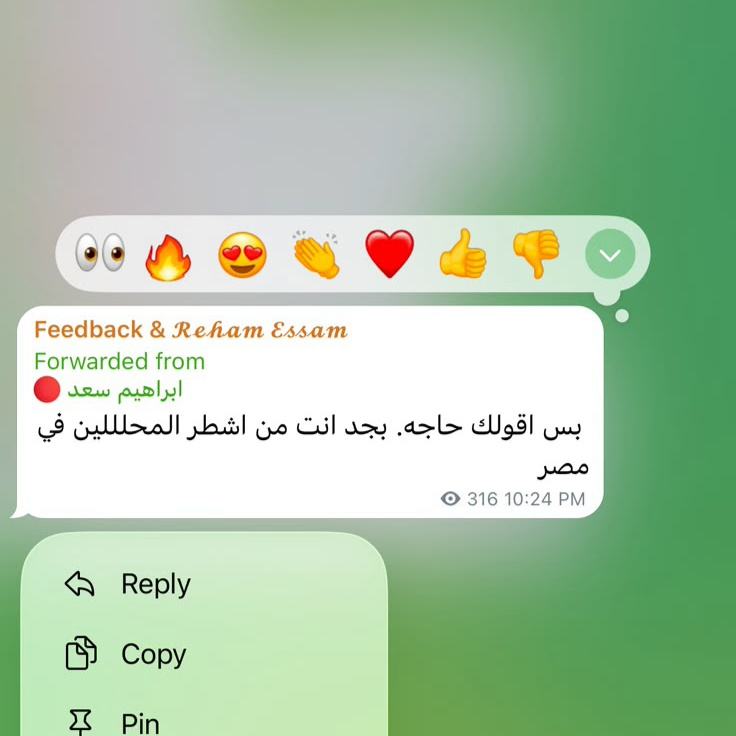 Feedback & 𝓡𝓮𝓱𝓪𝓶 𝓔𝓼𝓼𝓪𝓶
Forwarded from
🔴 ابراهيم سعد
بس اقولك حاجه. بجد انت من اشطر المحلللين في
مصر
316 10:24 PM
Reply
Copy
Pin